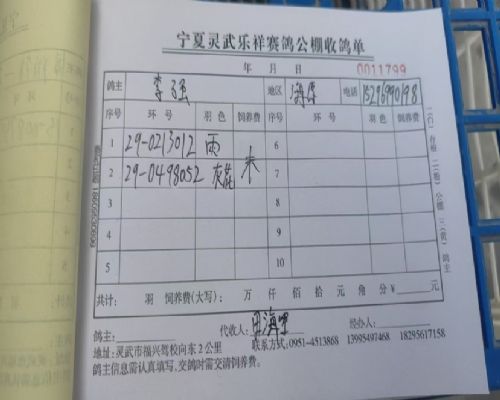 宁夏灵武乐祥赛鸽公棚收鸽单
年 月 日 0011799
鸽主 李强 地区 海原 电话
序号 环号 羽色 饲养费 序号 环号 羽色 饲养费
1 29-0213012 雨 未 6
2 29-0498052 灰花 7
3 8
4 9
5 10
共计: 羽 饲养费(大写): 万 仟 佰 拾 元 角 分 ¥ 元
鸽主: 代收人: 经办人:
地址:灵武市福兴驾校向东2公里 联系方式:0951-4513868 13995497468 18295617158
鸽主信息需认真填写,交鸽时需交清饲养费。